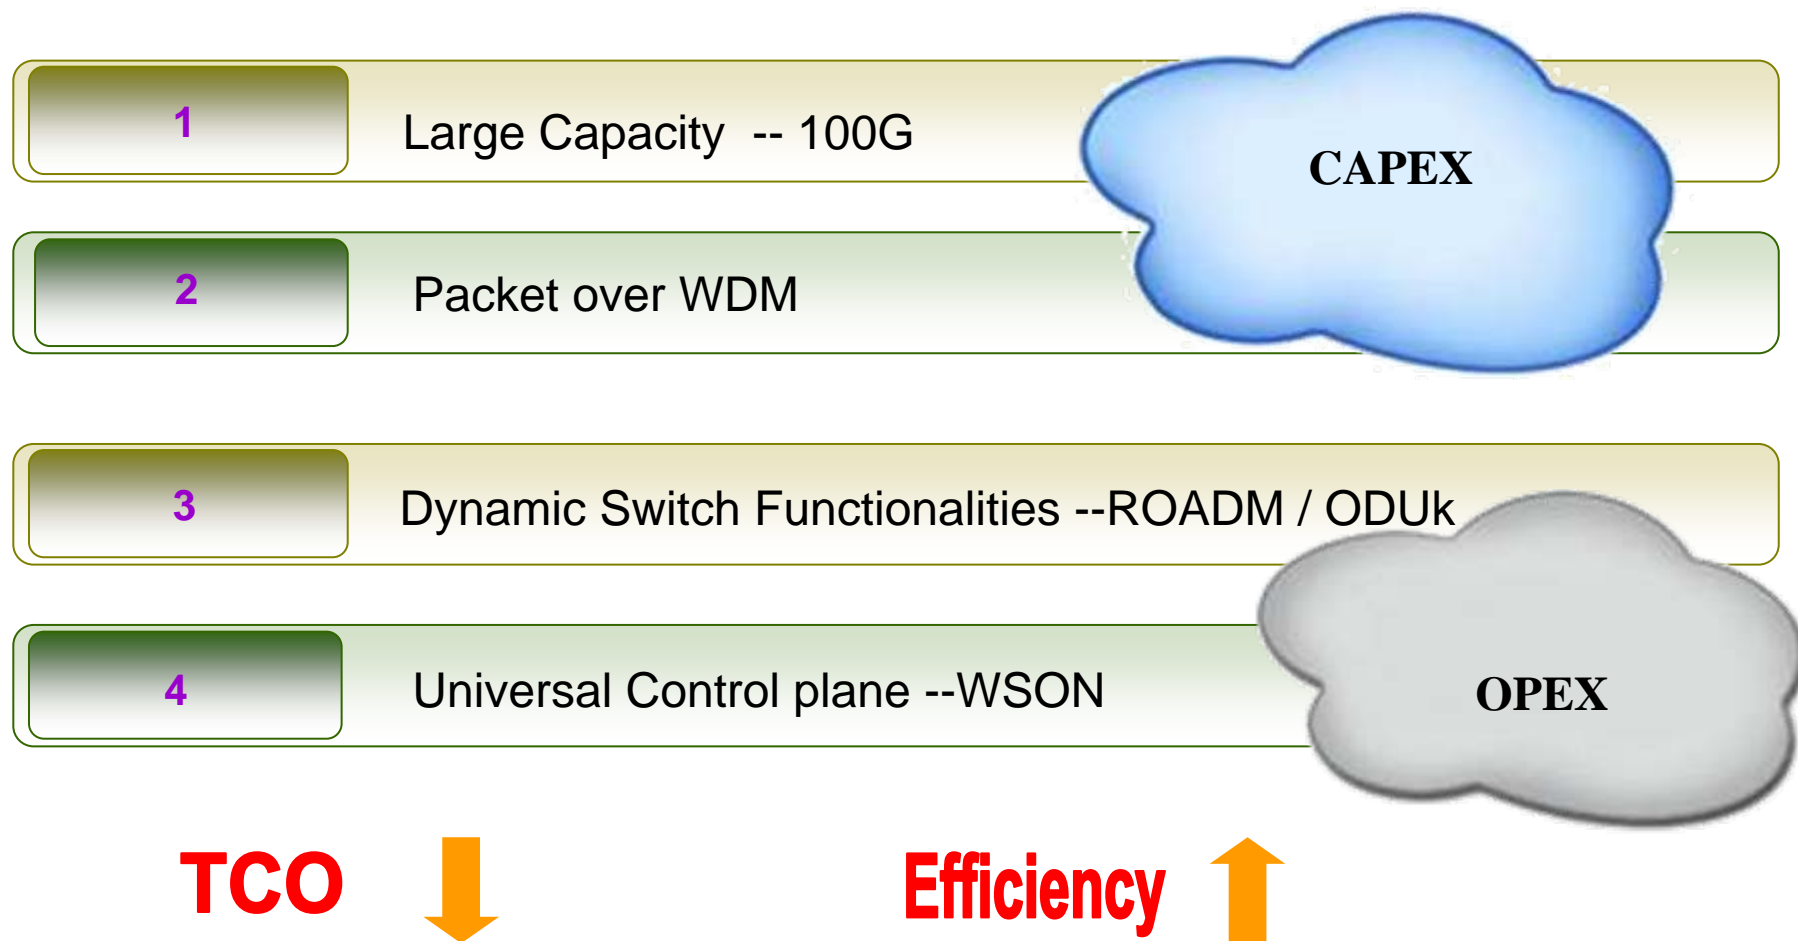 1
Large Capacity -- 100G
CAPEX
2
Packet over WDM
3
Dynamic Switch Functionalities --ROADM / ODUk
4
Universal Control plane --WSON
OPEX
TCO
Efficiency